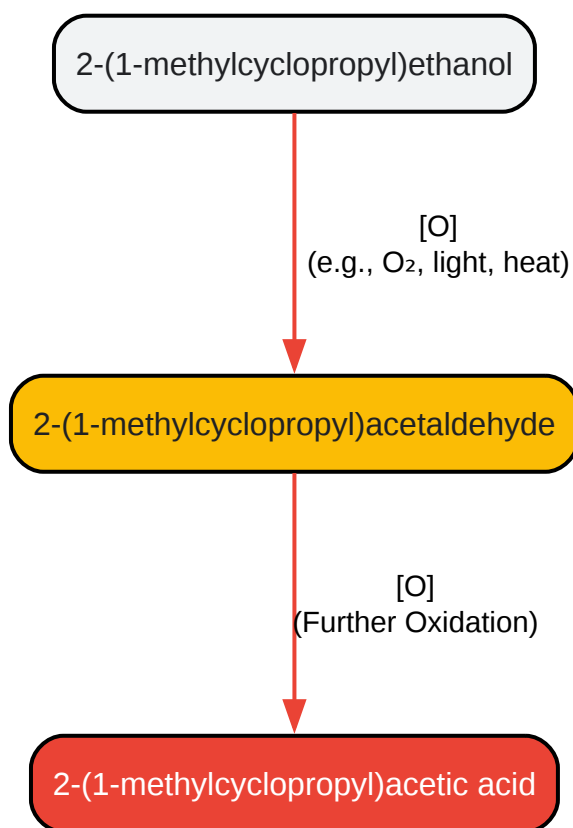 2-(1-methylcyclopropyl)ethanol
[O]
(e.g., O₂, light, heat)
2-(1-methylcyclopropyl)acetaldehyde
[O]
(Further Oxidation)
2-(1-methylcyclopropyl)acetic acid